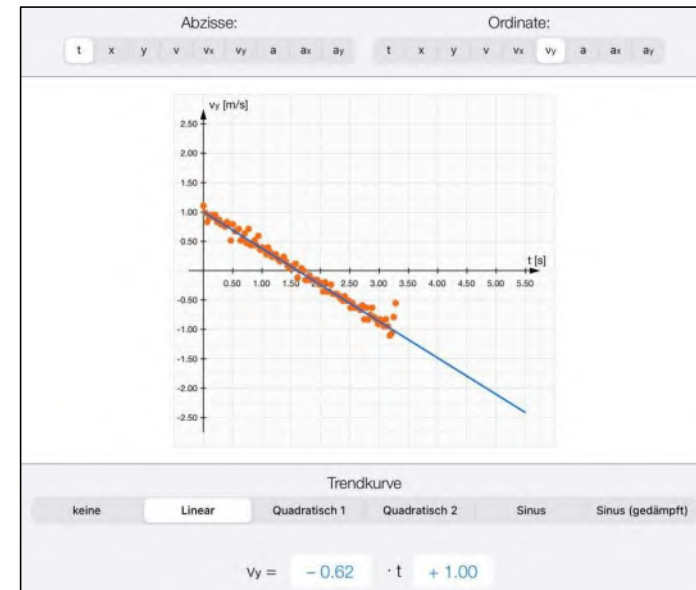 Abzisse: Ordinate:
t x y v vx vy a ax ay t x y v vx vy a ax ay
vy [m/s]
2.50
2.00
1.50
1.00
0.50
t [s]
0.50 1.00 1.50 2.00 2.50 3.00 3.50 4.00 4.50 5.00 5.50
-0.50
-1.00
-1.50
-2.00
-2.50
Trendkurve
keine Linear Quadratisch 1 Quadratisch 2 Sinus Sinus (gedämpft)
vy = − 0.62 · t + 1.00